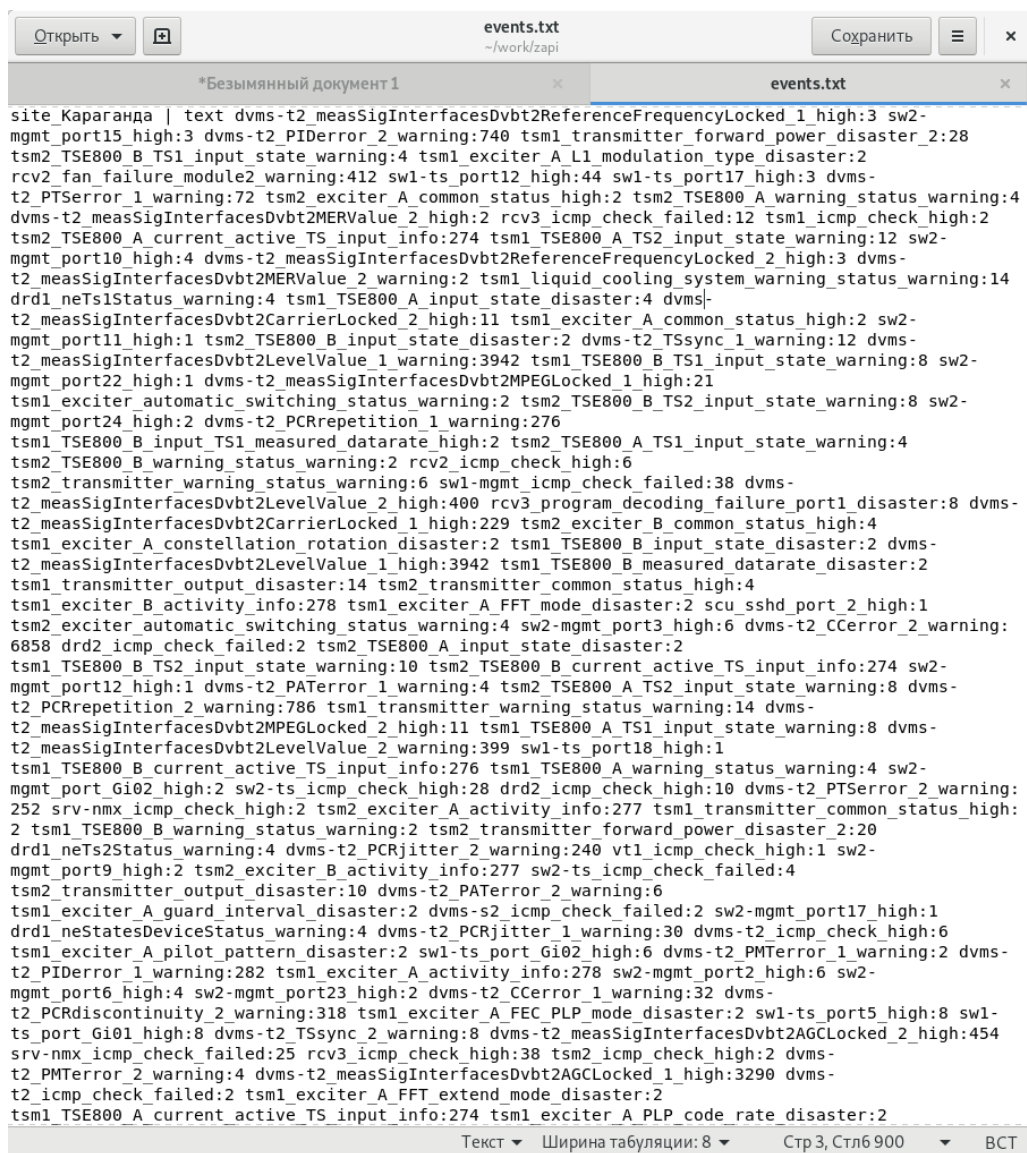 Открыть
events.txt
~/work/zapi
Сохранить
*Безымянный документ 1
events.txt
site_Караганда | text dvms-t2_measSigInterfacesDvbt2ReferenceFrequencyLocked_1_high:3 sw2-
mgmt_port15_high:3 dvms-t2_PIDerror_2_warning:740 tsm1_transmitter_forward_power_disaster_2:28
tsm2_TSE800_B_TS1_input_state_warning:4 tsm1_exciter_A_L1_modulation_type_disaster:2
rcv2_fan_failure_module2_warning:412 sw1-ts_port12_high:44 sw1-ts_port17_high:3 dvms-
t2_PTSerror_1_warning:72 tsm2_exciter_A_common_status_high:2 tsm2_TSE800_A_warning_status_warning:4
dvms-t2_measSigInterfacesDvbt2MERValue_2_high:2 rcv3_icmp_check_failed:12 tsm1_icmp_check_high:2
tsm2_TSE800_A_current_active_TS_input_info:274 tsm1_TSE800_A_TS2_input_state_warning:12 sw2-
mgmt_port10_high:4 dvms-t2_measSigInterfacesDvbt2ReferenceFrequencyLocked_2_high:3 dvms-
t2_measSigInterfacesDvbt2MERValue_2_warning:2 tsm1_liquid_cooling_system_warning_status_warning:14
drd1_neTs1Status_warning:4 tsm1_TSE800_A_input_state_disaster:4 dvms-
t2_measSigInterfacesDvbt2CarrierLocked_2_high:11 tsm1_exciter_A_common_status_high:2 sw2-
mgmt_port11_high:1 tsm2_TSE800_B_input_state_disaster:2 dvms-t2_TSsync_1_warning:12 dvms-
t2_measSigInterfacesDvbt2LevelValue_1_warning:3942 tsm1_TSE800_B_TS1_input_state_warning:8 sw2-
mgmt_port22_high:1 dvms-t2_measSigInterfacesDvbt2MPEGLocked_1_high:21
tsm1_exciter_automatic_switching_status_warning:2 tsm2_TSE800_B_TS2_input_state_warning:8 sw2-
mgmt_port24_high:2 dvms-t2_PCRrepetition_1_warning:276
tsm1_TSE800_B_input_TS1_measured_datarate_high:2 tsm2_TSE800_A_TS1_input_state_warning:4
tsm2_TSE800_B_warning_status_warning:2 rcv2_icmp_check_high:6
tsm2_transmitter_warning_status_warning:6 sw1-mgmt_icmp_check_failed:38 dvms-
t2_measSigInterfacesDvbt2LevelValue_2_high:400 rcv3_program_decoding_failure_port1_disaster:8 dvms-
t2_measSigInterfacesDvbt2CarrierLocked_1_high:229 tsm2_exciter_B_common_status_high:4
tsm1_exciter_A_constellation_rotation_disaster:2 tsm1_TSE800_B_input_state_disaster:2 dvms-
t2_measSigInterfacesDvbt2LevelValue_1_high:3942 tsm1_TSE800_B_measured_datarate_disaster:2
tsm1_transmitter_output_disaster:14 tsm2_transmitter_common_status_high:4
tsm1_exciter_B_activity_info:278 tsm1_exciter_A_FFT_mode_disaster:2 scu_sshd_port_2_high:1
tsm2_exciter_automatic_switching_status_warning:4 sw2-mgmt_port3_high:6 dvms-t2_CCerror_2_warning:
6858 drd2_icmp_check_failed:2 tsm2_TSE800_A_input_state_disaster:2
tsm1_TSE800_B_TS2_input_state_warning:10 tsm2_TSE800_B_current_active_TS_input_info:274 sw2-
mgmt_port12_high:1 dvms-t2_PATerror_1_warning:4 tsm2_TSE800_A_TS2_input_state_warning:8 dvms-
t2_PCRrepetition_2_warning:786 tsm1_transmitter_warning_status_warning:14 dvms-
t2_measSigInterfacesDvbt2MPEGLocked_2_high:11 tsm1_TSE800_A_TS1_input_state_warning:8 dvms-
t2_measSigInterfacesDvbt2LevelValue_2_warning:399 sw1-ts_port18_high:1
tsm1_TSE800_B_current_active_TS_input_info:276 tsm1_TSE800_A_warning_status_warning:4 sw2-
mgmt_port_Gi02_high:2 sw2-ts_icmp_check_high:28 drd2_icmp_check_high:10 dvms-t2_PTSerror_2_warning:
252 srv-nmx_icmp_check_high:2 tsm2_exciter_A_activity_info:277 tsm1_transmitter_common_status_high:
2 tsm1_TSE800_B_warning_status_warning:2 tsm2_transmitter_forward_power_disaster_2:20
drd1_neTs2Status_warning:4 dvms-t2_PCRjitter_2_warning:240 vt1_icmp_check_high:1 sw2-
mgmt_port9_high:2 tsm2_exciter_B_activity_info:277 sw2-ts_icmp_check_failed:4
tsm2_transmitter_output_disaster:10 dvms-t2_PATerror_2_warning:6
tsm1_exciter_A_guard_interval_disaster:2 dvms-s2_icmp_check_failed:2 sw2-mgmt_port17_high:1
drd1_neStatesDeviceStatus_warning:4 dvms-t2_PCRjitter_1_warning:30 dvms-t2_icmp_check_high:6
tsm1_exciter_A_pilot_pattern_disaster:2 sw1-ts_port_Gi02_high:6 dvms-t2_PMTerror_1_warning:2 dvms-
t2_PIDerror_1_warning:282 tsm1_exciter_A_activity_info:278 sw2-mgmt_port2_high:6 sw2-
mgmt_port6_high:4 sw2-mgmt_port23_high:2 dvms-t2_CCerror_1_warning:32 dvms-
t2_PCRdiscontinuity_2_warning:318 tsm1_exciter_A_FEC_PLP_mode_disaster:2 sw1-ts_port5_high:8 sw1-
ts_port_Gi01_high:8 dvms-t2_TSsync_2_warning:8 dvms-t2_measSigInterfacesDvbt2AGCLocked_2_high:454
srv-nmx_icmp_check_failed:25 rcv3_icmp_check_high:38 tsm2_icmp_check_high:2 dvms-
t2_PMTerror_2_warning:4 dvms-t2_measSigInterfacesDvbt2AGCLocked_1_high:3290 dvms-
t2_icmp_check_failed:2 tsm1_exciter_A_FFT_extend_mode_disaster:2
tsm1_TSE800_A_current_active_TS_input_info:274 tsm1_exciter_A_PLP_code_rate_disaster:2
Текст Ширина табуляции: 8 Стр 3, Стлб 900 ВСТ